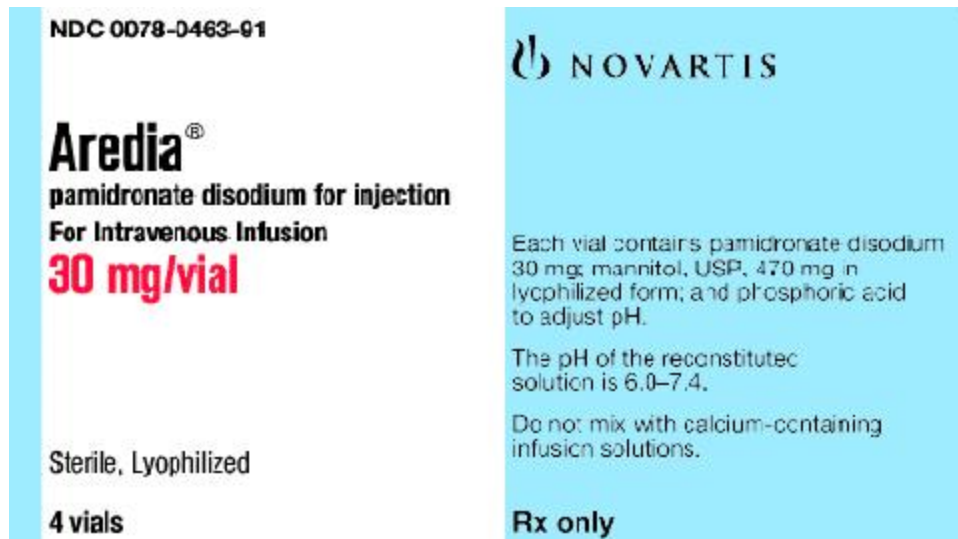 NDC 0078-0463-91
Aredia®
pamidronate disodium for injection
For Intravenous Infusion
30 mg/vial
Sterile, Lyophilized
4 vials
NOVARTIS
Each vial contains pamidronate disodium
30 mg; mannitol, USP, 470 mg in
lyophilized form; and phosphoric acid
to adjust pH.
The pH of the reconstituted
solution is 6.0–7.4.
Do not mix with calcium-containing
infusion solutions.
Rx only